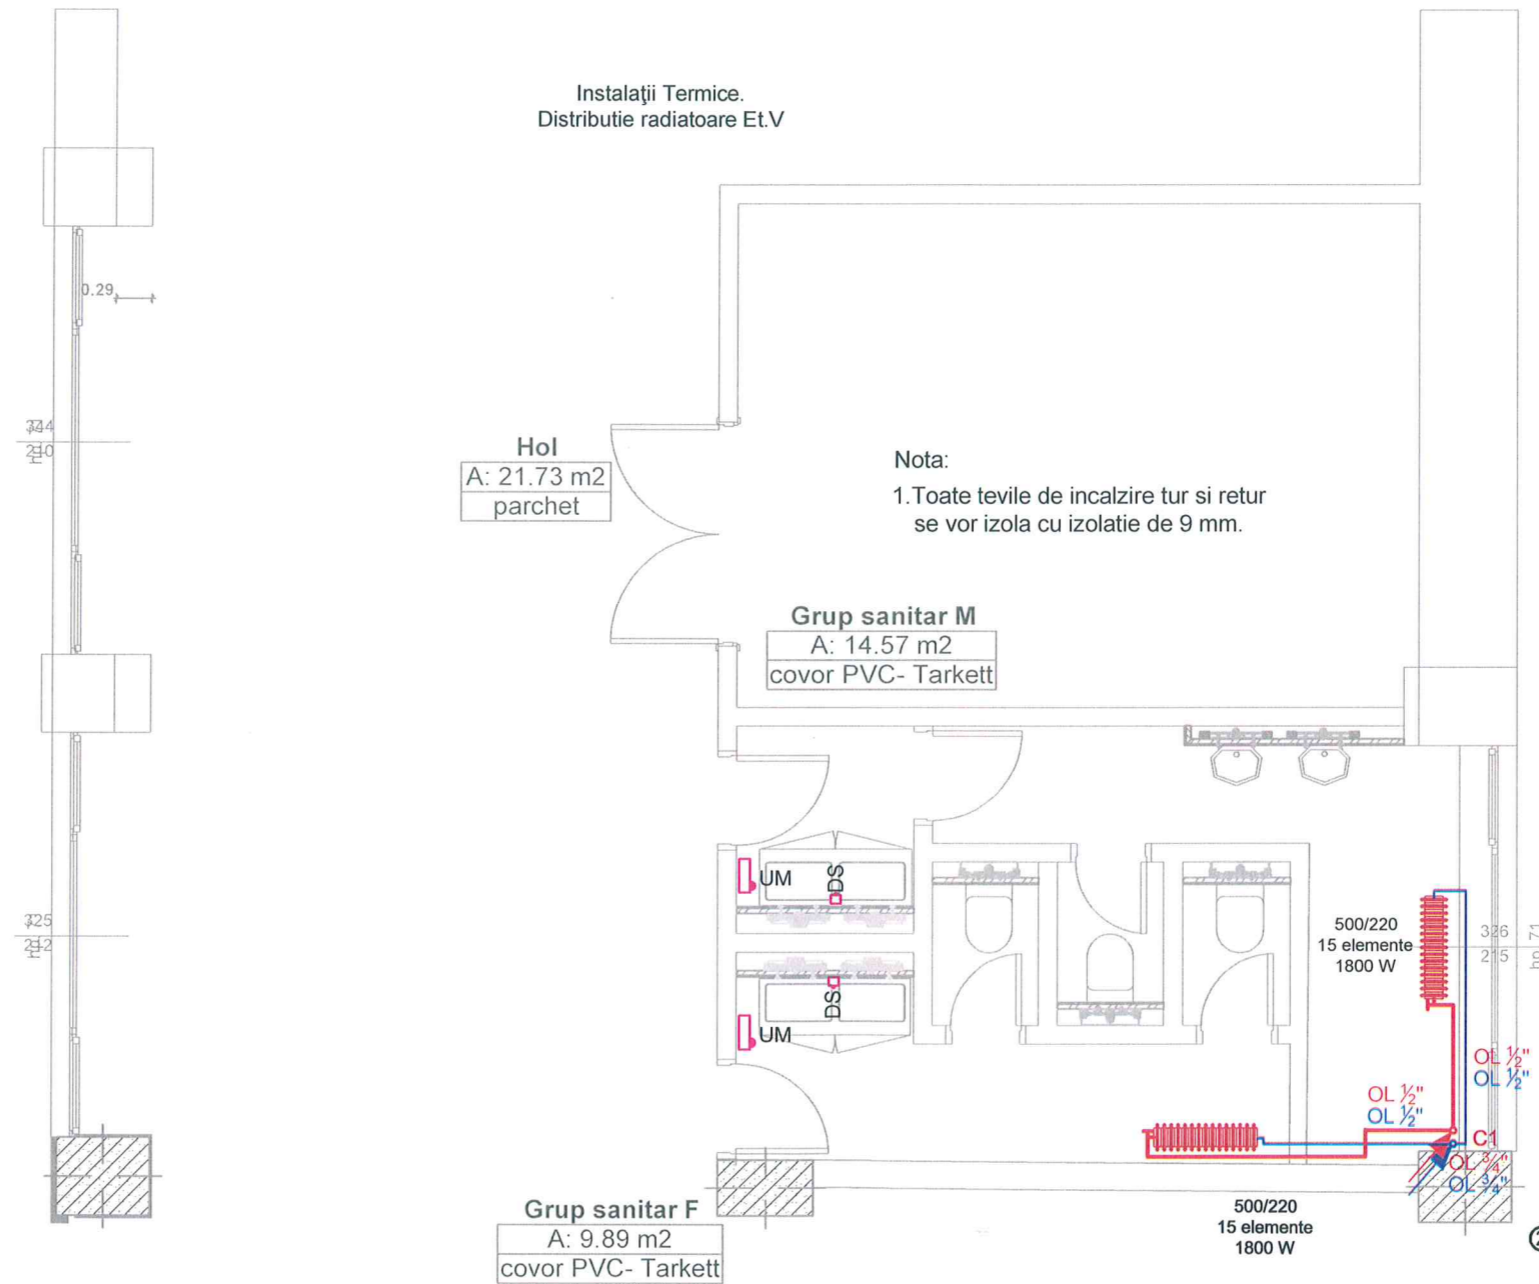 Instalaţii Termice.
Distributie radiatoare Et.V
0.29
Hol
A: 21.73 m2
parchet
Nota:
1.Toate tevile de incalzire tur si retur
se vor izola cu izolatie de 9 mm.
Grup sanitar M
A: 14.57 m2
covor PVC- Tarkett
UM
DS
500/220
15 elemente
1800 W
326
215
hp 71
DS
UM
OL ½"
OL ½"
OL ½"
OL ½"
C1
OL ¾"
OL ¾"
Grup sanitar F
A: 9.89 m2
covor PVC- Tarkett
500/220
15 elemente
1800 W